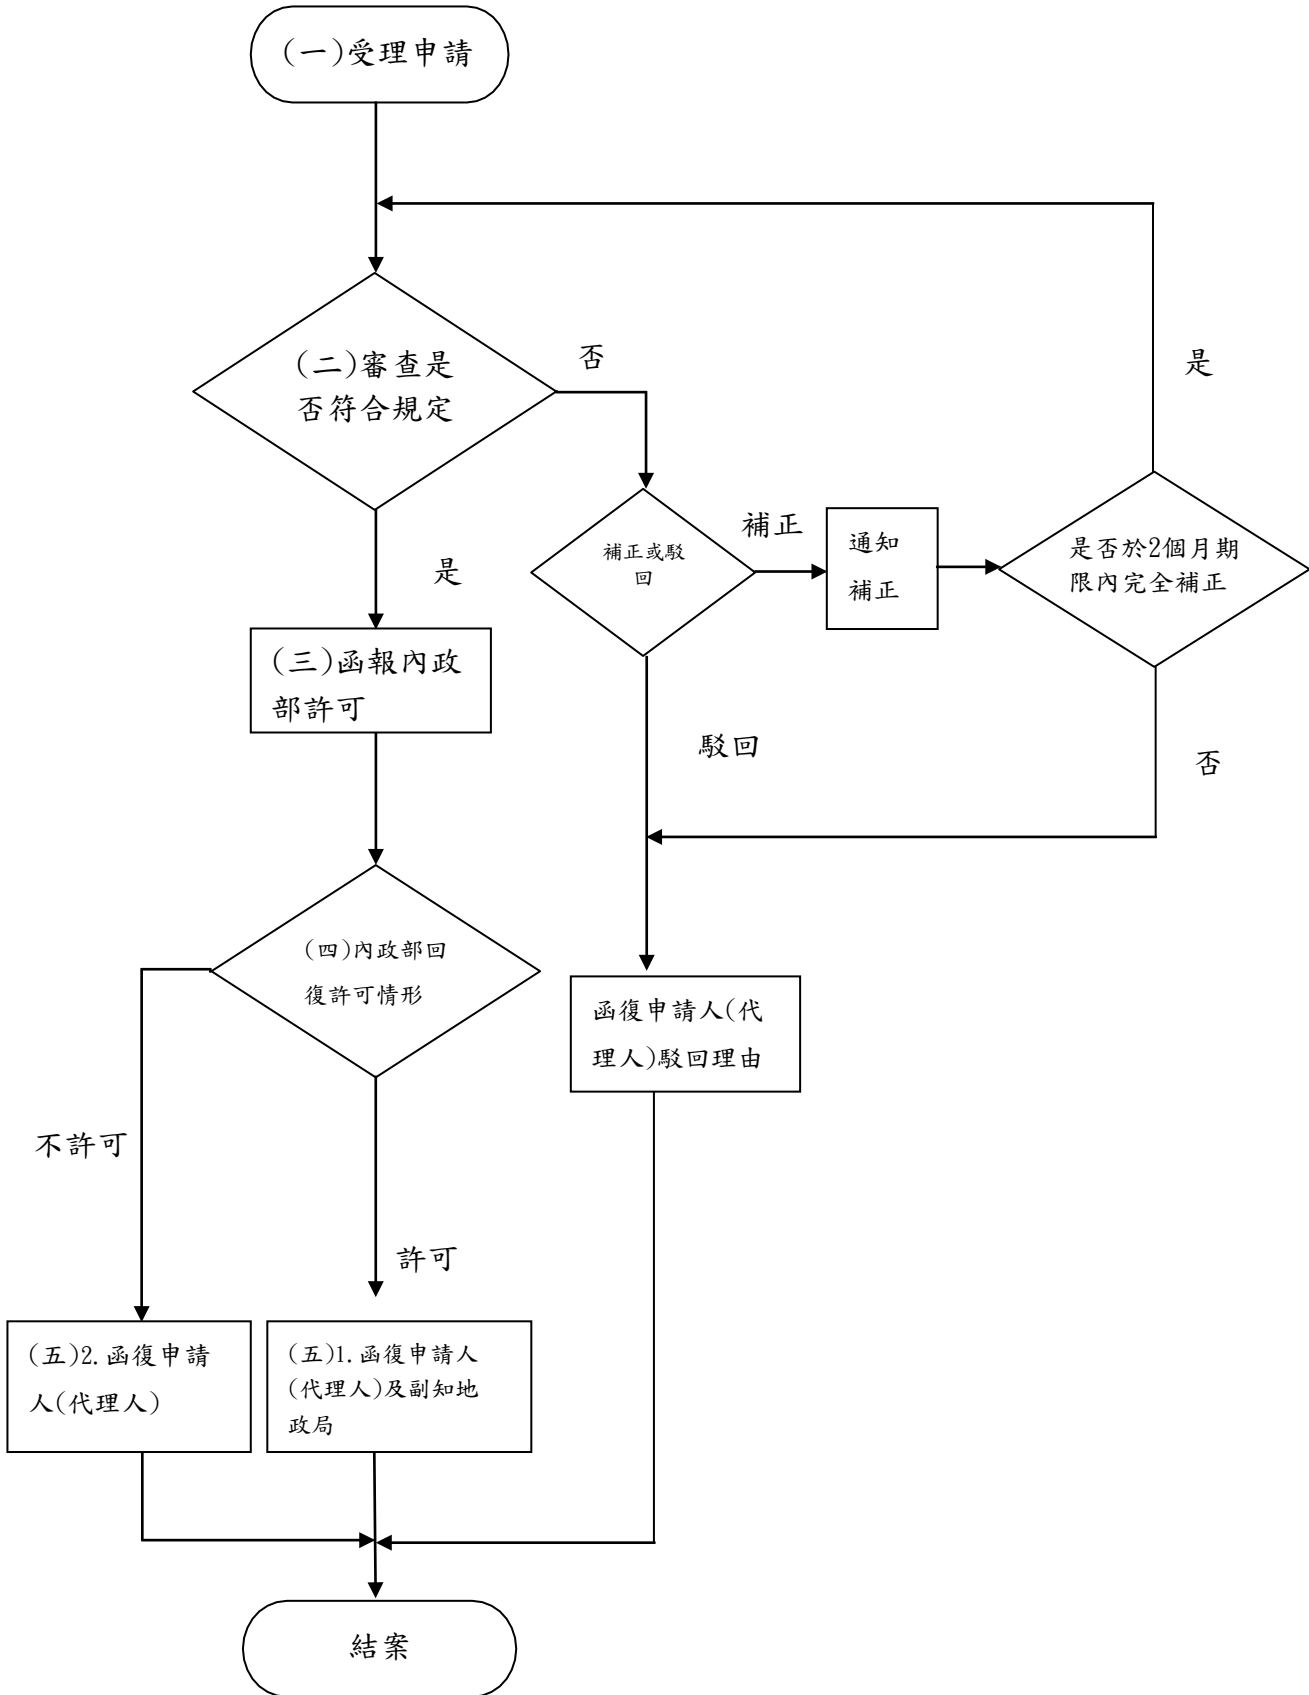 (一)受理申請
(二)審查是
否符合規定
否
是
補正或駁
回
補正
通知
補正
是否於2個月期
限內完全補正
是
(三)函報內政
部許可
駁回
否
(四)內政部回
復許可情形
函復申請人(代
理人)駁回理由
不許可
許可
(五)2.函復申請
人(代理人)
(五)1.函復申請人
(代理人)及副知地
政局
結案